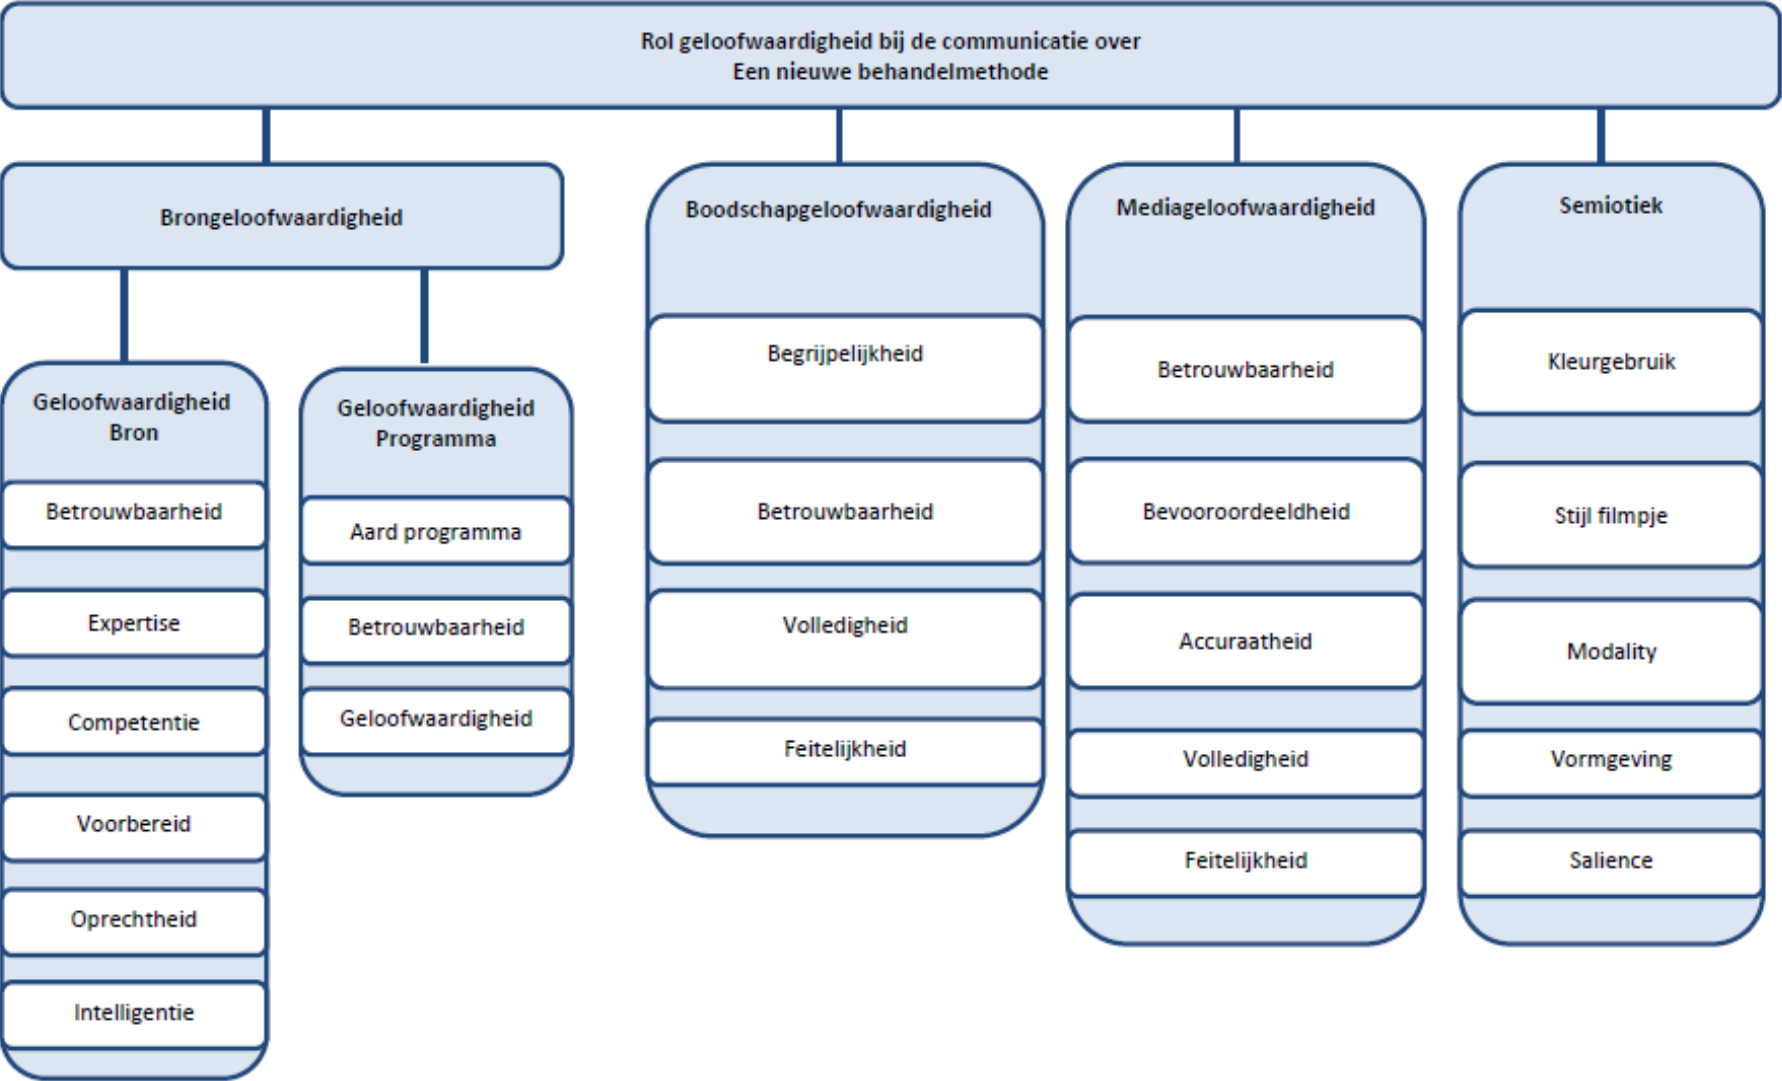 Rol geloofwaardigheid bij de communicatie over
Een nieuwe behandelmethode
Brongeloofwaardigheid
Geloofwaardigheid
Bron
Betrouwbaarheid
Expertise
Competentie
Voorbereid
Oprechtheid
Intelligentie
Geloofwaardigheid
Programma
Aard programma
Betrouwbaarheid
Geloofwaardigheid
Boodschapgeloofwaardigheid
Begrijpelijkheid
Betrouwbaarheid
Volledigheid
Feitelijkheid
Mediageloofwaardigheid
Betrouwbaarheid
Bevooroordeeldheid
Accuraatheid
Volledigheid
Feitelijkheid
Semiotiek
Kleurgebruik
Stijl filmpje
Modality
Vormgeving
Salience